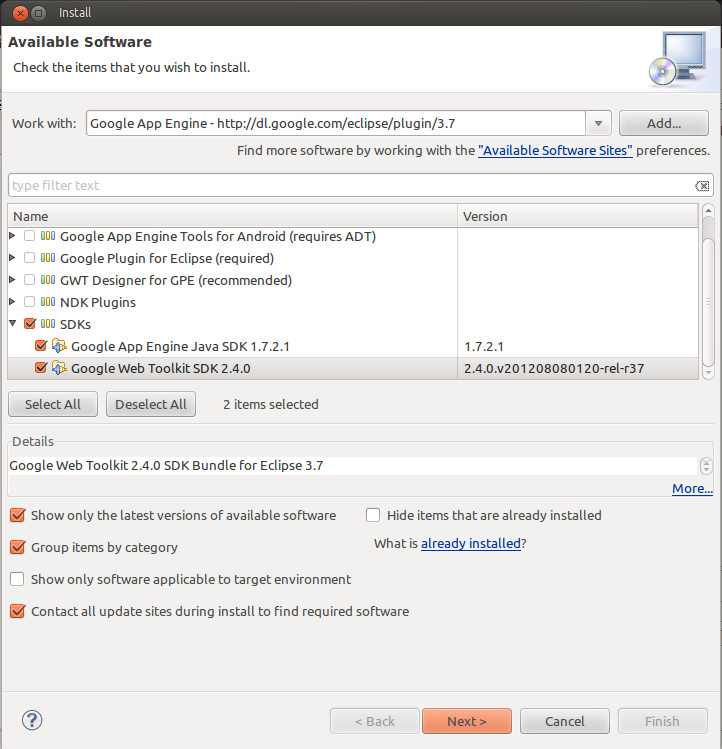 Install
Available Software
Check the items that you wish to install.
Work with: Google App Engine - http://dl.google.com/eclipse/plugin/3.7 Add...
Find more software by working with the "Available Software Sites" preferences.
type filter text
Name Version
Google App Engine Tools for Android (requires ADT)
Google Plugin for Eclipse (required)
GWT Designer for GPE (recommended)
NDK Plugins
SDKs
Google App Engine Java SDK 1.7.2.1 1.7.2.1
Google Web Toolkit SDK 2.4.0 2.4.0.v201208080120-rel-r37
Select All Deselect All 2 items selected
Details
Google Web Toolkit 2.4.0 SDK Bundle for Eclipse 3.7
More...
Show only the latest versions of available software Hide items that are already installed
Group items by category What is already installed?
Show only software applicable to target environment
Contact all update sites during install to find required software
? < Back Next > Cancel Finish